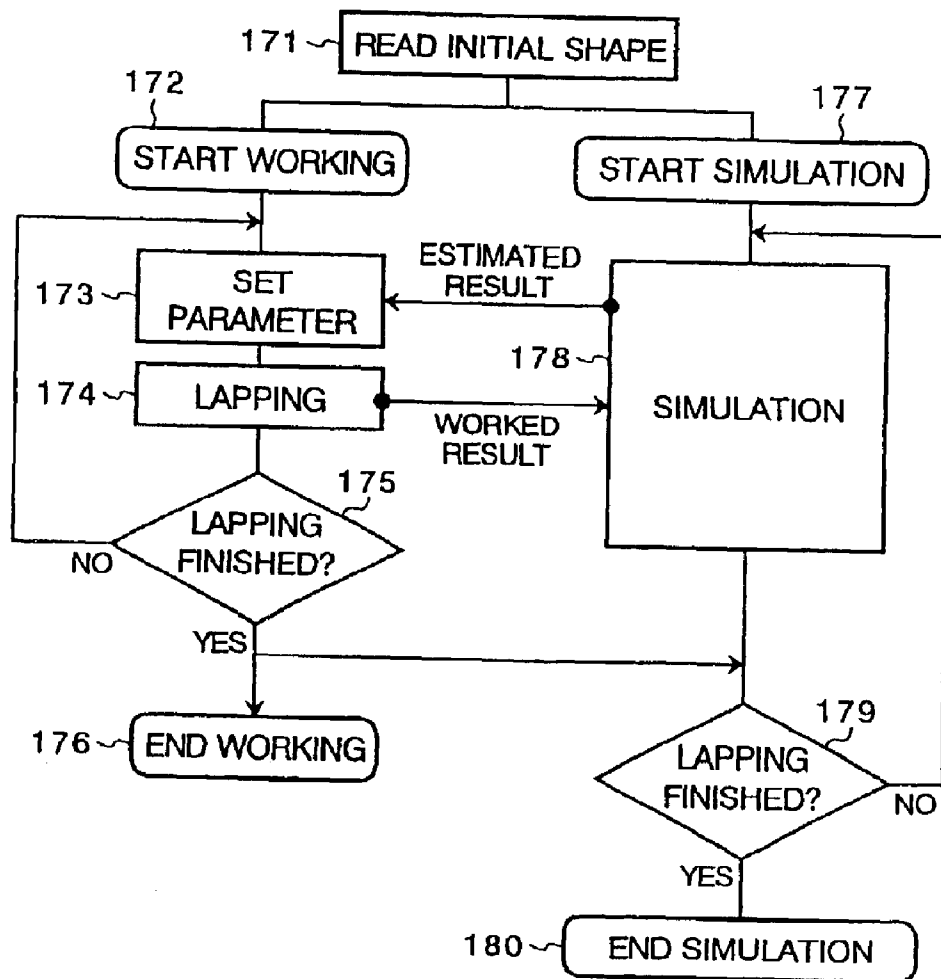 171
READ INITIAL SHAPE
172
START WORKING
177
START SIMULATION
173
SET
PARAMETER
ESTIMATED
RESULT
174
LAPPING
WORKED
RESULT
178
SIMULATION
175
LAPPING
FINISHED?
NO
YES
176
END WORKING
179
LAPPING
FINISHED?
NO
YES
180
END SIMULATION